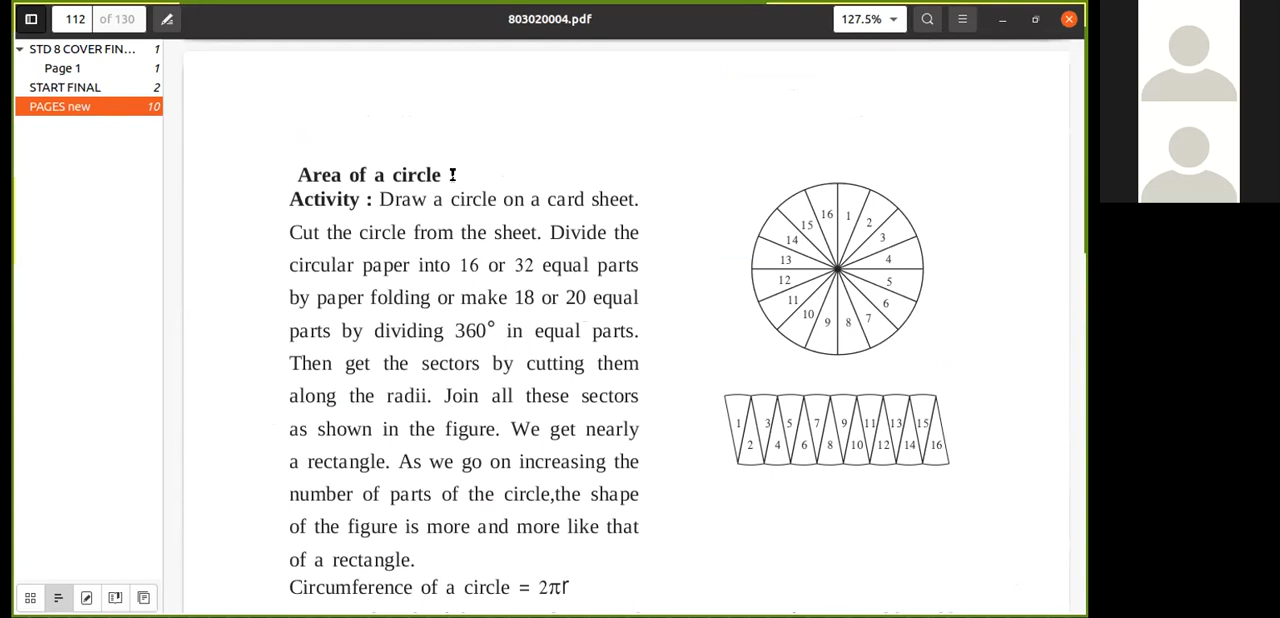 112 of 130 803020004.pdf 127.5%
STD 8 COVER FIN... 1
Page 1 1
START FINAL 2
PAGES new 10
Area of a circle
Activity : Draw a circle on a card sheet.
Cut the circle from the sheet. Divide the
circular paper into 16 or 32 equal parts
by paper folding or make 18 or 20 equal
parts by dividing 360° in equal parts.
Then get the sectors by cutting them
along the radii. Join all these sectors
as shown in the figure. We get nearly
a rectangle. As we go on increasing the
number of parts of the circle,the shape
of the figure is more and more like that
of a rectangle.
Circumference of a circle = 2πr
16 1
15 2
14 3
13 4
12 5
11 6
10 7
9 8
1 3 5 7 9 11 13 15
2 4 6 8 10 12 14 16